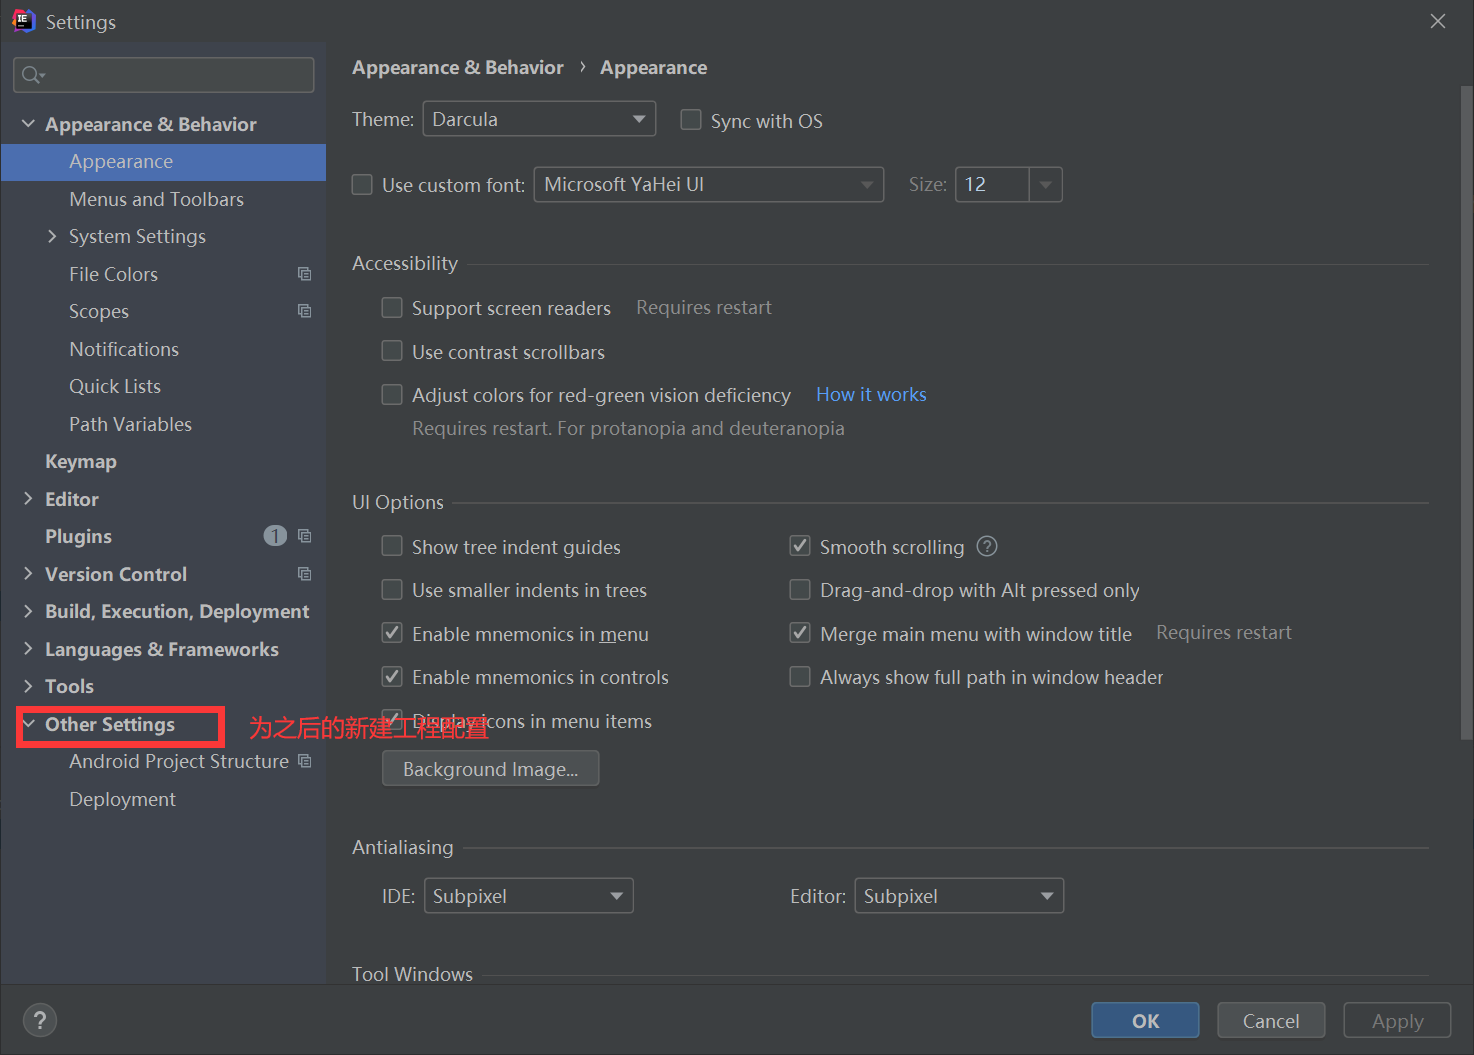 Settings
Appearance & Behavior
Appearance
Menus and Toolbars
System Settings
File Colors
Scopes
Notifications
Quick Lists
Path Variables
Keymap
Editor
Plugins 1
Version Control
Build, Execution, Deployment
Languages & Frameworks
Tools
Other Settings
为之后的新建工程配置
Android Project Structure
Deployment
Appearance & Behavior › Appearance
Theme: Darcula Sync with OS
Use custom font: Microsoft YaHei UI Size: 12
Accessibility
Support screen readers Requires restart
Use contrast scrollbars
Adjust colors for red-green vision deficiency How it works
Requires restart. For protanopia and deuteranopia
UI Options
Show tree indent guides Smooth scrolling ?
Use smaller indents in trees Drag-and-drop with Alt pressed only
Enable mnemonics in menu Merge main menu with window title Requires restart
Enable mnemonics in controls Always show full path in window header
Display icons in menu items
Background Image...
Antialiasing
IDE: Subpixel Editor: Subpixel
Tool Windows
? OK Cancel Apply